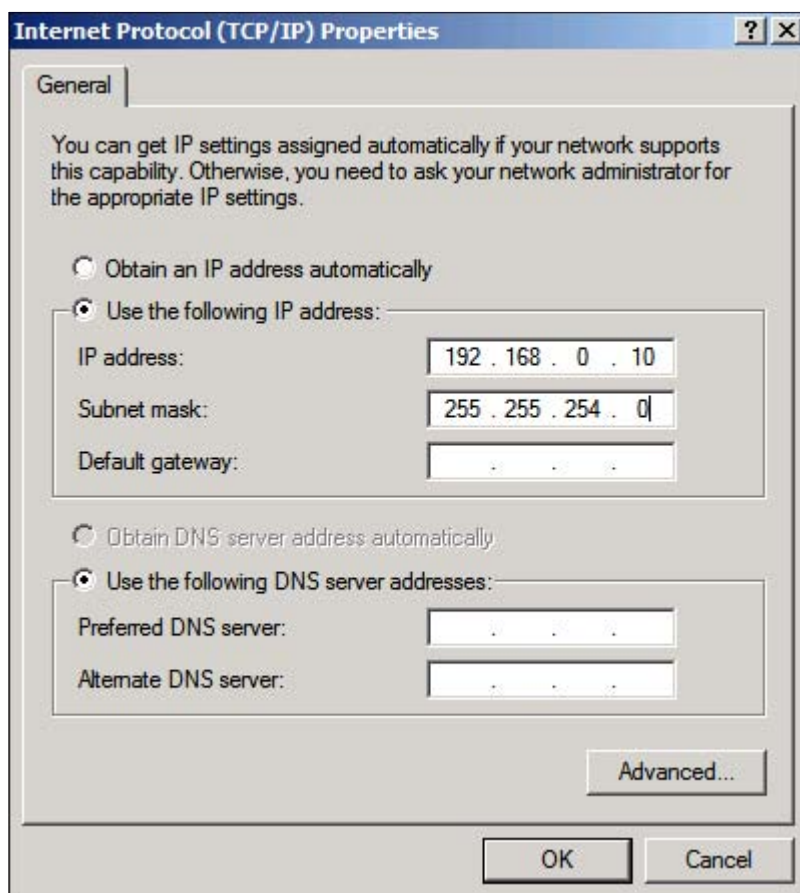 Internet Protocol (TCP/IP) Properties
General
You can get IP settings assigned automatically if your network supports
this capability. Otherwise, you need to ask your network administrator for
the appropriate IP settings.
Obtain an IP address automatically
Use the following IP address:
IP address: 192 . 168 . 0 . 10
Subnet mask: 255 . 255 . 254 . 0
Default gateway: . . .
Obtain DNS server address automatically
Use the following DNS server addresses:
Preferred DNS server: . . .
Alternate DNS server: . . .
Advanced...
OK Cancel